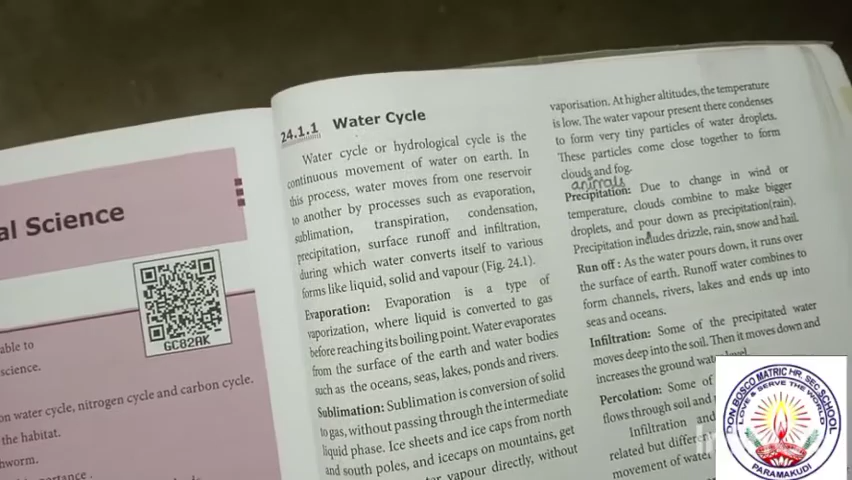 al Science
GC82AK
able to
science.
on water cycle, nitrogen cycle and carbon cycle.
the habitat.
hworm.
24.1.1 Water Cycle
Water cycle or hydrological cycle is the
continuous movement of water on earth. In
this process, water moves from one reservoir
to another by processes such as evaporation,
sublimation, transpiration, condensation,
precipitation, surface runoff and infiltration,
during which water converts itself to various
forms like liquid, solid and vapour (Fig. 24.1).
Evaporation: Evaporation is a type of
vaporization, where liquid is converted to gas
before reaching its boiling point. Water evaporates
from the surface of the earth and water bodies
such as the oceans, seas, lakes, ponds and rivers.
Sublimation: Sublimation is conversion of solid
to gas, without passing through the intermediate
liquid phase. Ice sheets and ice caps from north
and south poles, and icecaps on mountains, get
vapour directly, without
vaporisation. At higher altitudes, the temperature
is low. The water vapour present there condenses
to form very tiny particles of water droplets.
These particles come close together to form
clouds and fog.
animals
Precipitation: Due to change in wind or
temperature, clouds combine to make bigger
droplets, and pour down as precipitation(rain).
Precipitation includes drizzle, rain, snow and hail.
Run off : As the water pours down, it runs over
the surface of earth. Runoff water combines to
form channels, rivers, lakes and ends up into
seas and oceans.
Infiltration: Some of the precipitated water
moves deep into the soil. Then it moves down and
increases the ground water level.
Percolation: Some of
flows through soil and
Infiltration and
related but differen
movement of wate
DON BOSCO MATRIC HR. SEC SCHOOL
LOVE & SERVE THE WORLD
PARAMAKUDI